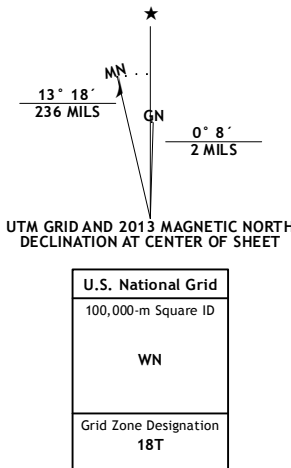 ★
MN
GN
13° 18´
236 MILS
0° 8´
2 MILS
UTM GRID AND 2013 MAGNETIC NORTH
DECLINATION AT CENTER OF SHEET
U.S. National Grid
100,000-m Square ID
WN
Grid Zone Designation
18T